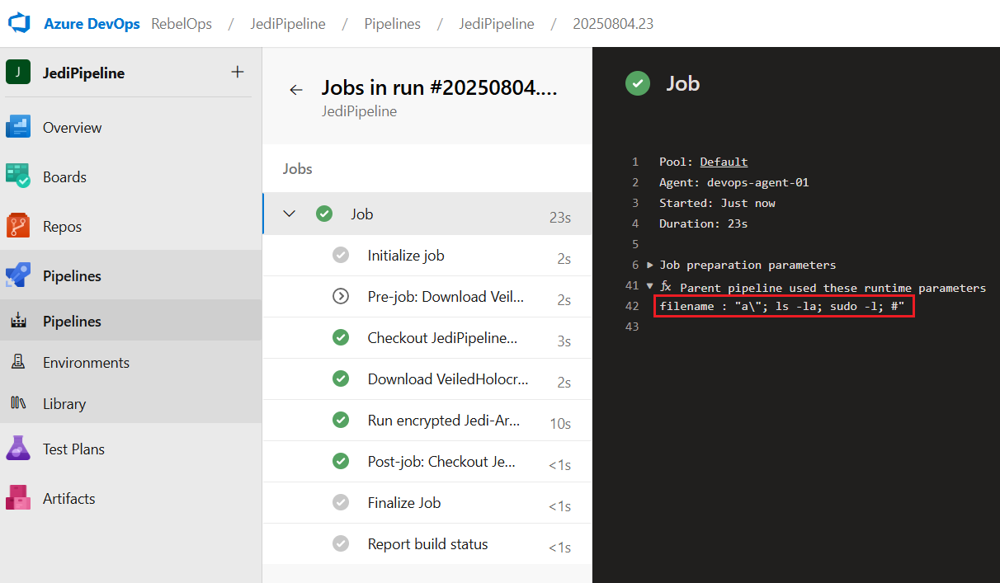 Azure DevOps RebelOps / JediPipeline / Pipelines / JediPipeline / 20250804.23
J JediPipeline +
Overview
Boards
Repos
Pipelines
Pipelines
Environments
Library
Test Plans
Artifacts
Jobs in run #20250804....
JediPipeline
Jobs
Job 23s
Initialize job 2s
Pre-job: Download Veil... 2s
Checkout JediPipeline... 3s
Download VeiledHolocr... 2s
Run encrypted Jedi-Ar... 10s
Post-job: Checkout Je... <1s
Finalize Job <1s
Report build status <1s
Job
1 Pool: Default
2 Agent: devops-agent-01
3 Started: Just now
4 Duration: 23s
5
6 Job preparation parameters
41 fx Parent pipeline used these runtime parameters
42 filename : "a\"; ls -la; sudo -l; #"
43